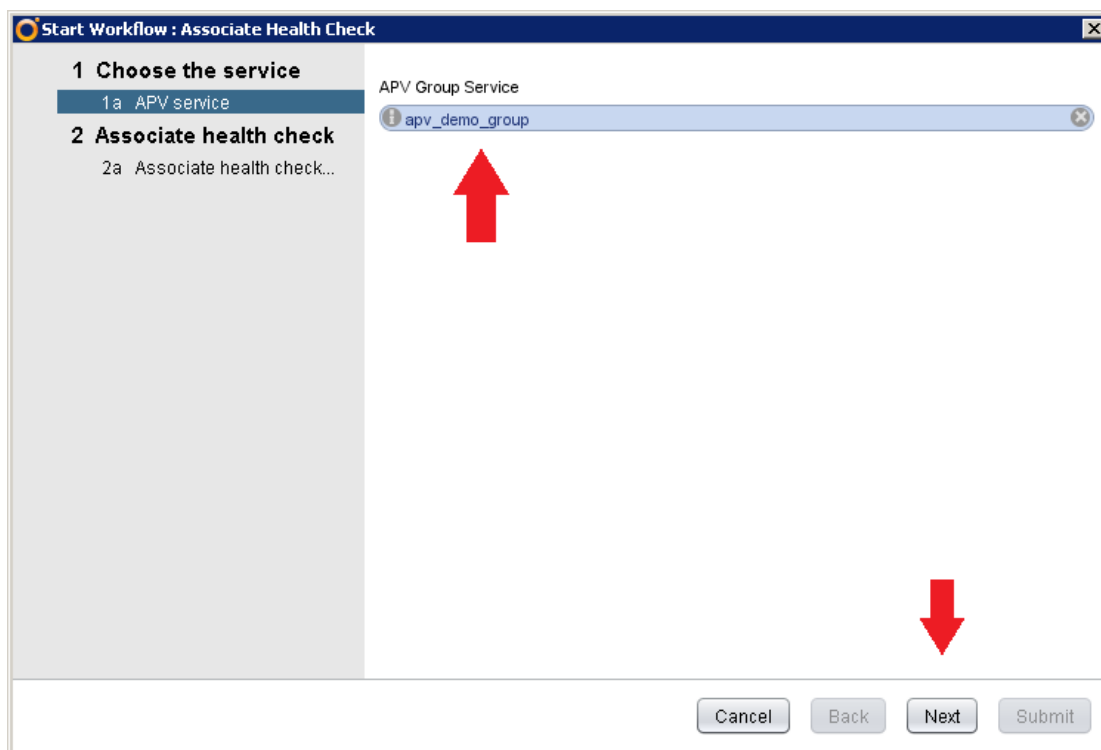 Start Workflow : Associate Health Check
1 Choose the service
1a APV service
2 Associate health check
2a Associate health check...
APV Group Service
apv_demo_group
Cancel Back Next Submit